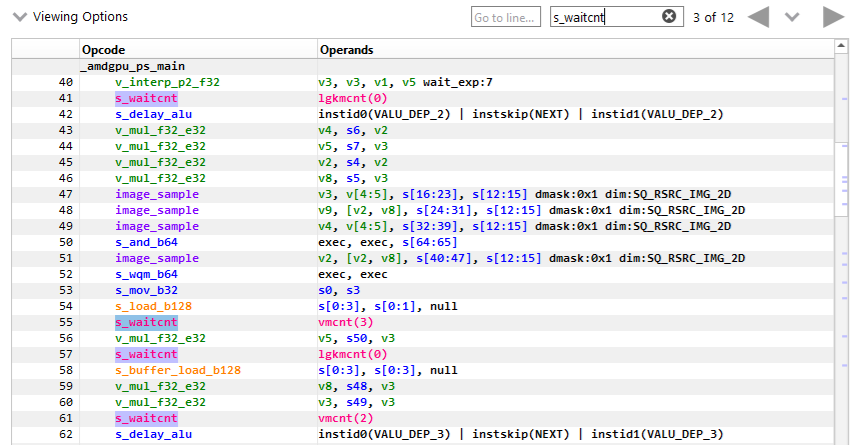 Viewing Options Go to line... s_waitcnt 3 of 12
Opcode Operands
_amdgpu_ps_main
40 v_interp_p2_f32 v3, v3, v1, v5 wait_exp:7
41 s_waitcnt lgkmcnt(0)
42 s_delay_alu instid0(VALU_DEP_2) | instskip(NEXT) | instid1(VALU_DEP_2)
43 v_mul_f32_e32 v4, s6, v2
44 v_mul_f32_e32 v5, s7, v3
45 v_mul_f32_e32 v2, s4, v2
46 v_mul_f32_e32 v8, s5, v3
47 image_sample v3, v[4:5], s[16:23], s[12:15] dmask:0x1 dim:SQ_RSRC_IMG_2D
48 image_sample v9, [v2, v8], s[24:31], s[12:15] dmask:0x1 dim:SQ_RSRC_IMG_2D
49 image_sample v4, v[4:5], s[32:39], s[12:15] dmask:0x1 dim:SQ_RSRC_IMG_2D
50 s_and_b64 exec, exec, s[64:65]
51 image_sample v2, [v2, v8], s[40:47], s[12:15] dmask:0x1 dim:SQ_RSRC_IMG_2D
52 s_wqm_b64 exec, exec
53 s_mov_b32 s0, s3
54 s_load_b128 s[0:3], s[0:1], null
55 s_waitcnt vmcnt(3)
56 v_mul_f32_e32 v5, s50, v3
57 s_waitcnt lgkmcnt(0)
58 s_buffer_load_b128 s[0:3], s[0:3], null
59 v_mul_f32_e32 v8, s48, v3
60 v_mul_f32_e32 v3, s49, v3
61 s_waitcnt vmcnt(2)
62 s_delay_alu instid0(VALU_DEP_3) | instskip(NEXT) | instid1(VALU_DEP_3)